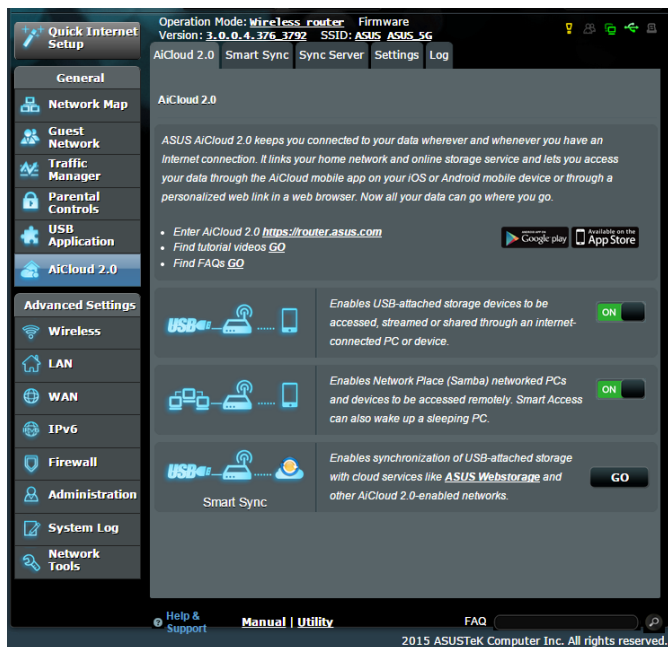 Operation Mode: Wireless router Firmware
Version: 3.0.0.4.376_3792 SSID: ASUS ASUS_5G
Quick Internet
Setup
General
Network Map
Guest
Network
Traffic
Manager
Parental
Controls
USB
Application
AiCloud 2.0
Advanced Settings
Wireless
LAN
WAN
IPv6
Firewall
Administration
System Log
Network
Tools
AiCloud 2.0 Smart Sync Sync Server Settings Log
AiCloud 2.0
ASUS AiCloud 2.0 keeps you connected to your data wherever and whenever you have an
Internet connection. It links your home network and online storage service and lets you access
your data through the AiCloud mobile app on your iOS or Android mobile device or through a
personalized web link in a web browser. Now all your data can go where you go.
• Enter AiCloud 2.0 https://router.asus.com
• Find tutorial videos GO
• Find FAQs GO
Google play
Available on the
App Store
USB
Enables USB-attached storage devices to be
accessed, streamed or shared through an internet-
connected PC or device.
ON
Enables Network Place (Samba) networked PCs
and devices to be accessed remotely. Smart Access
can also wake up a sleeping PC.
ON
USB
Smart Sync
Enables synchronization of USB-attached storage
with cloud services like ASUS Webstorage and
other AiCloud 2.0-enabled networks.
GO
Help &
Support
Manual | Utility
FAQ
2015 ASUSTeK Computer Inc. All rights reserved.